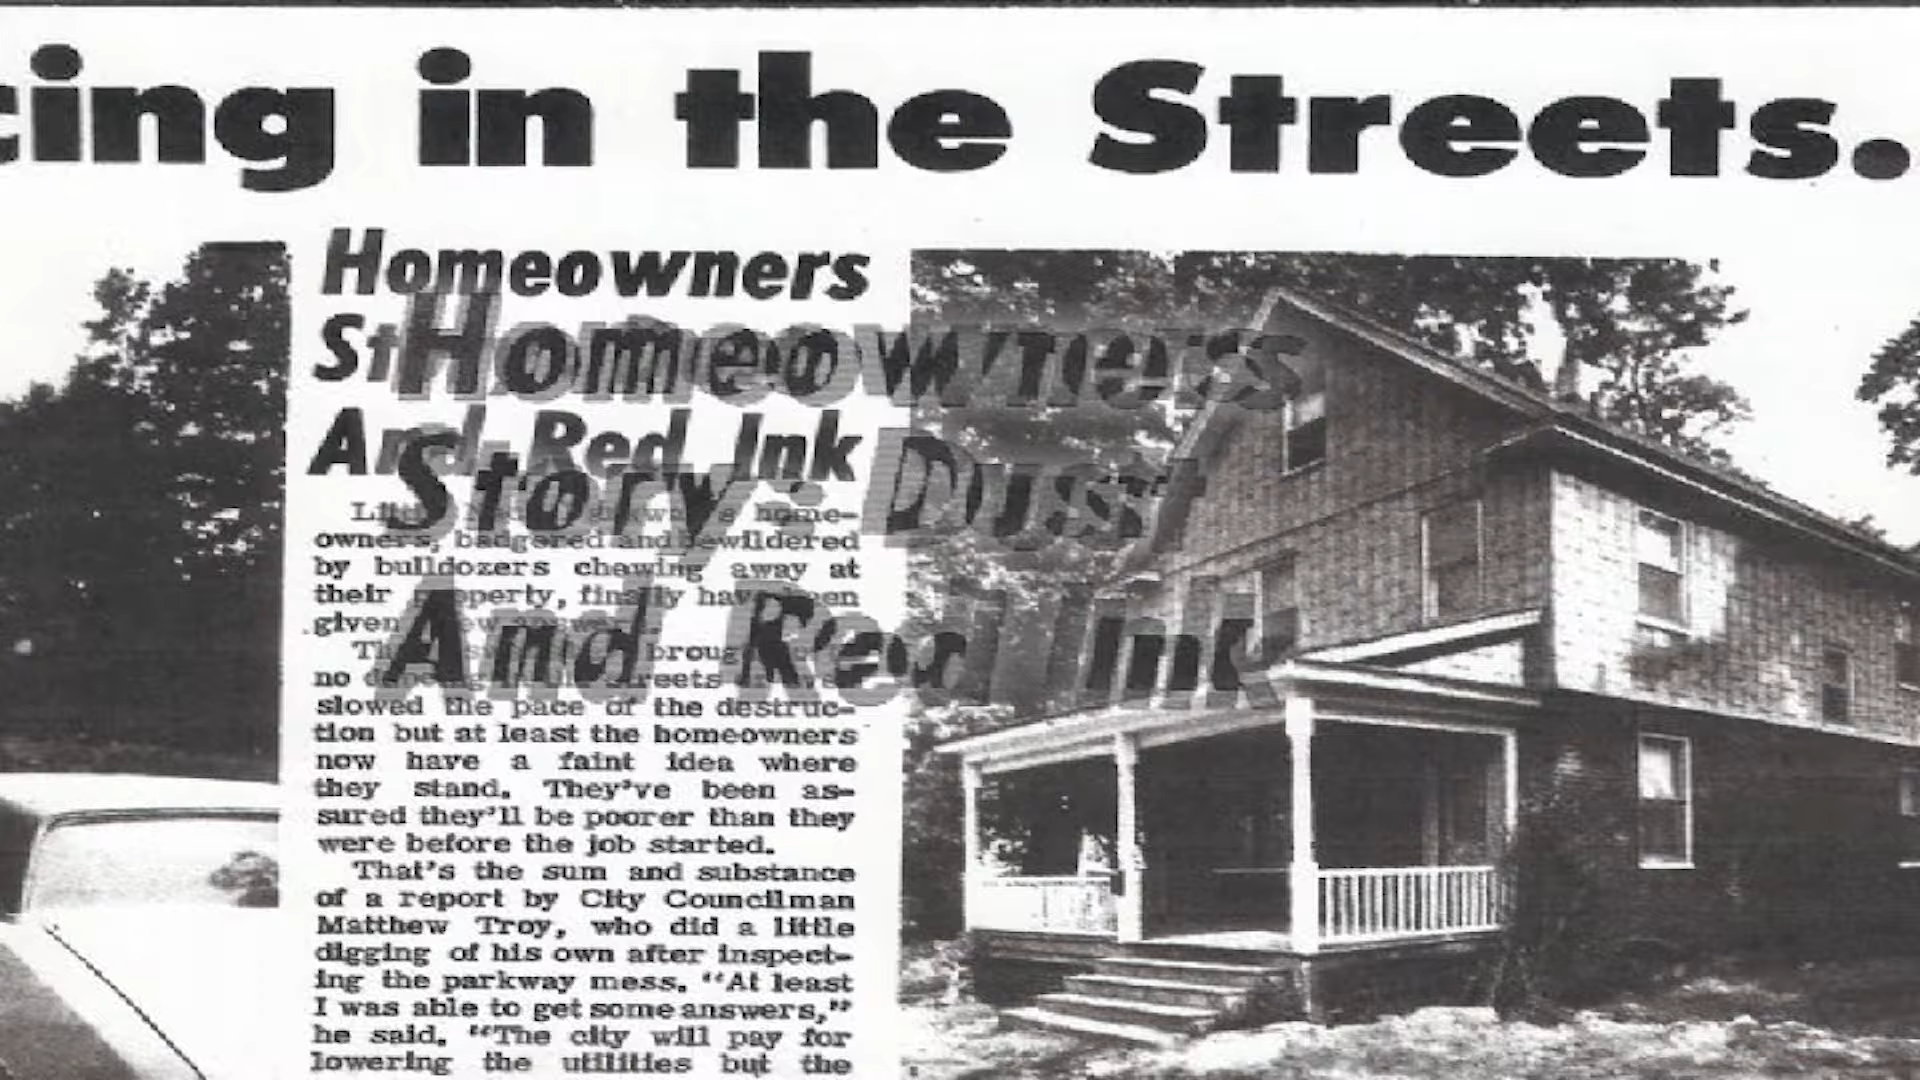 cing in the Streets.
Homeowners
And Red Ink
Homeowners
Story: Dust
And Red Ink
home-
owners, badgered and bewildered
by bulldozers chewing away at
their property, finally have been
given
no streets
slowed the pace of the destruc-
tion but at least the homeowners
now have a faint idea where
they stand. They've been as-
sured they'll be poorer than they
were before the job started.
That's the sum and substance
of a report by City Councilman
Matthew Troy, who did a little
digging of his own after inspect-
ing the parkway mess. "At least
I was able to get some answers,"
he said. "The city will pay for
lowering the utilities but the